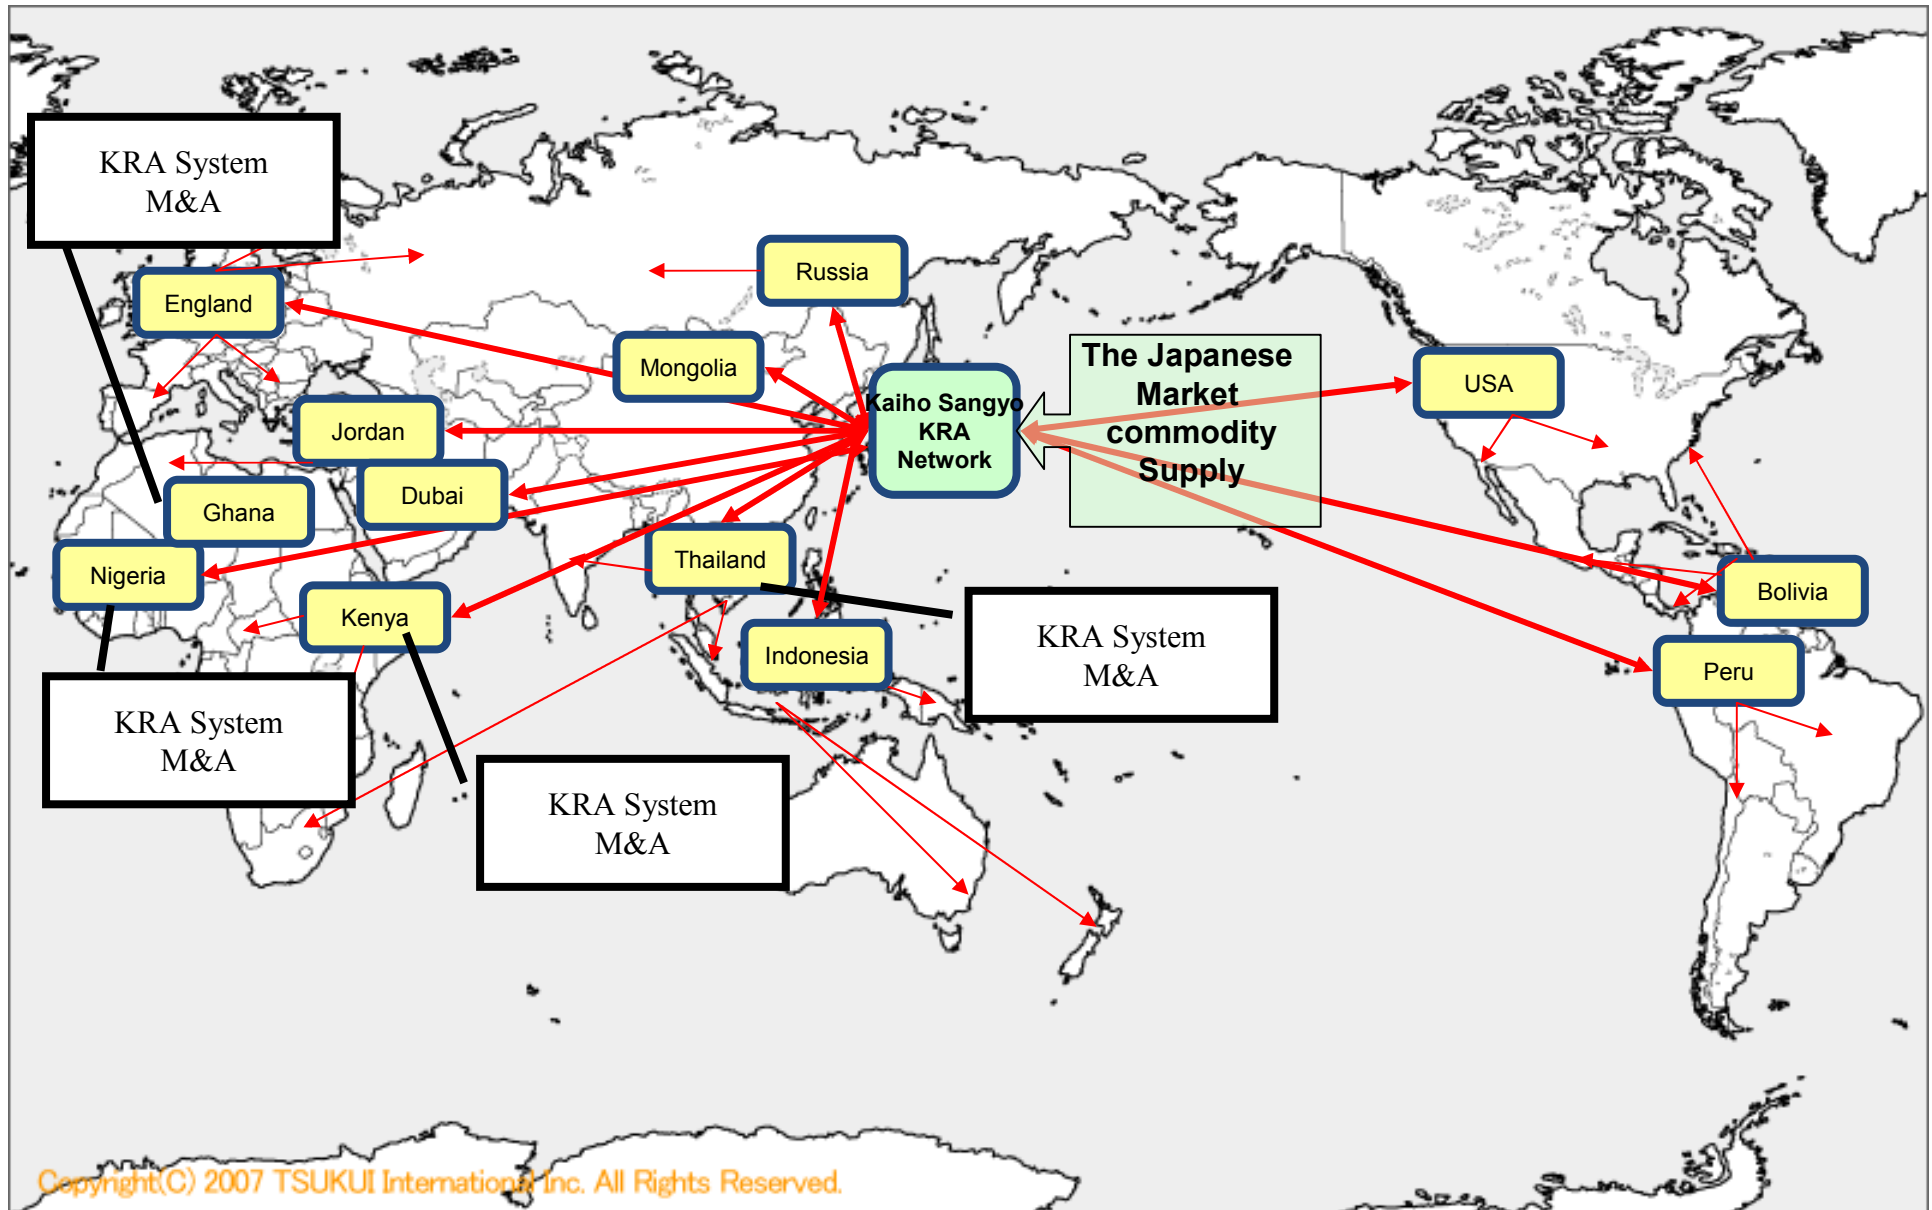 KRA System
M&A
England
Russia
Mongolia
The Japanese
Market
commodity
Supply
Kaiho Sangyo
KRA
Network
USA
Jordan
Dubai
Ghana
Nigeria
Thailand
Kenya
Indonesia
Bolivia
Peru
KRA System
M&A
KRA System
M&A
KRA System
M&A
Copyright(C) 2007 TSUKUI International Inc. All Rights Reserved.